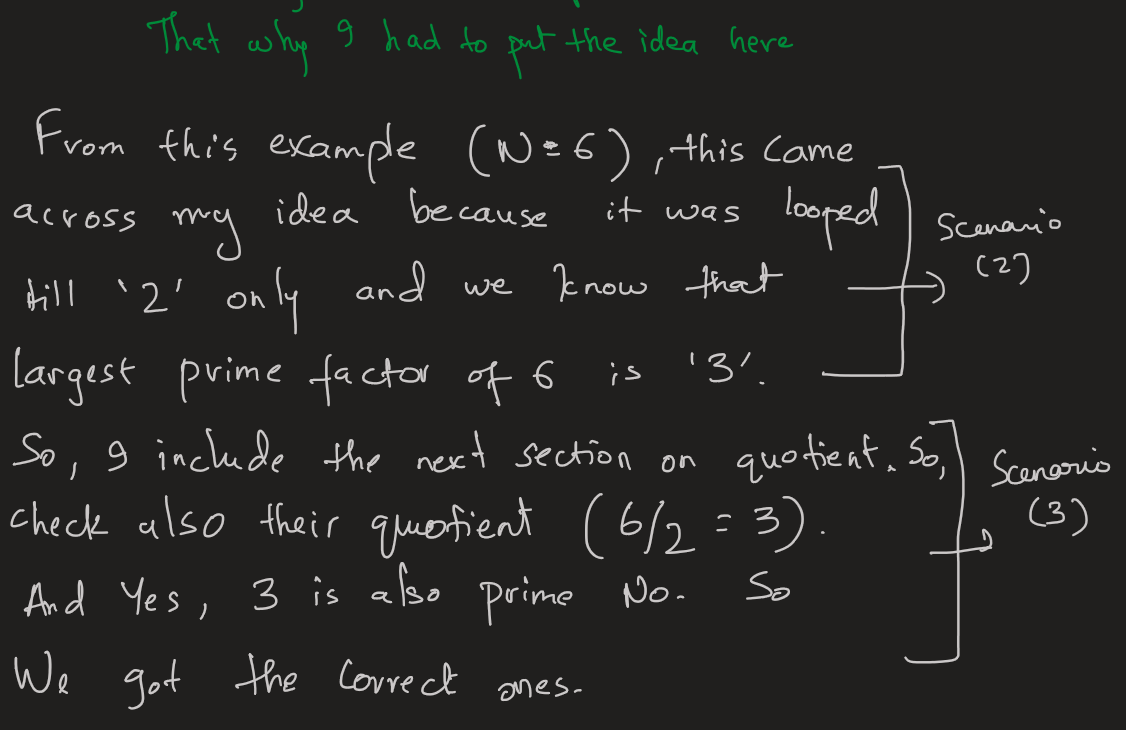 That why I had to put the idea here
From this example (N=6), this came
across my idea because it was looped
till '2' only and we know that
largest prime factor of 6 is '3'.
Scenario
(2)
So, I include the next section on quotient. So,
check also their quotient (6/2 = 3).
And Yes, 3 is also prime No. So
We got the correct ones.
Scenario
(3)